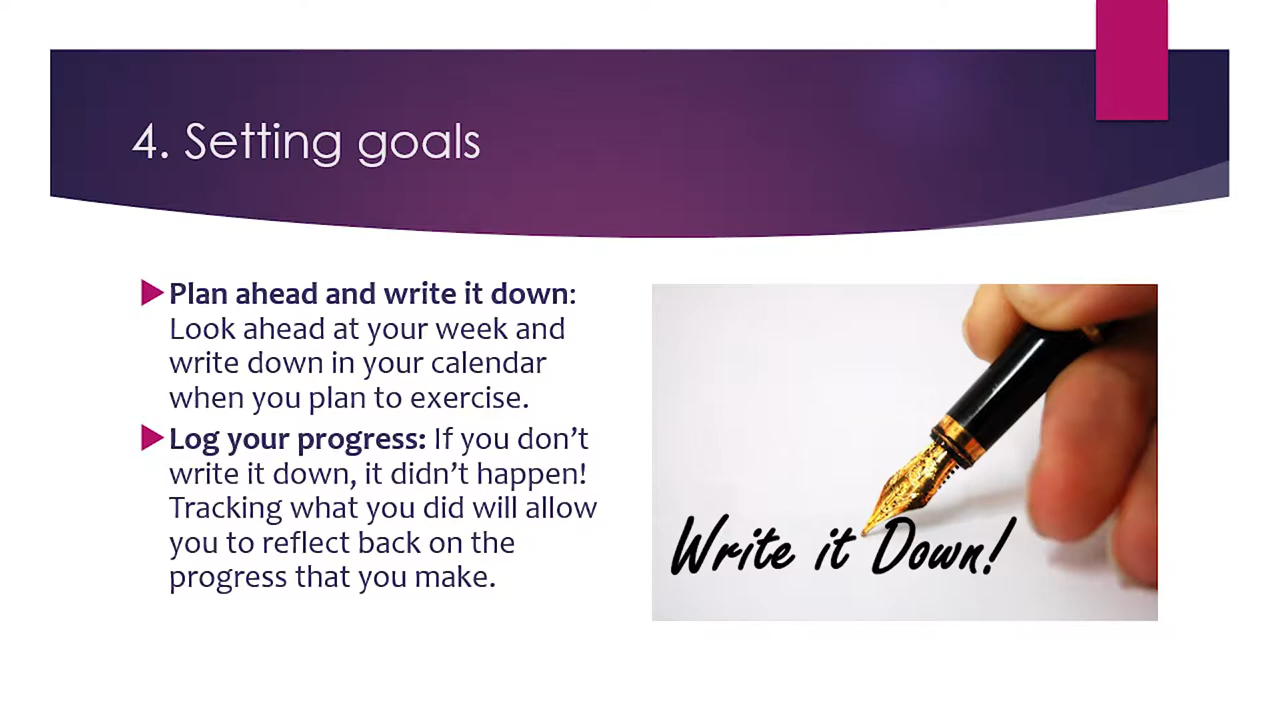 4. Setting goals
Plan ahead and write it down:
Look ahead at your week and
write down in your calendar
when you plan to exercise.
Log your progress: If you don’t
write it down, it didn’t happen!
Tracking what you did will allow
you to reflect back on the
progress that you make.
Write it Down!